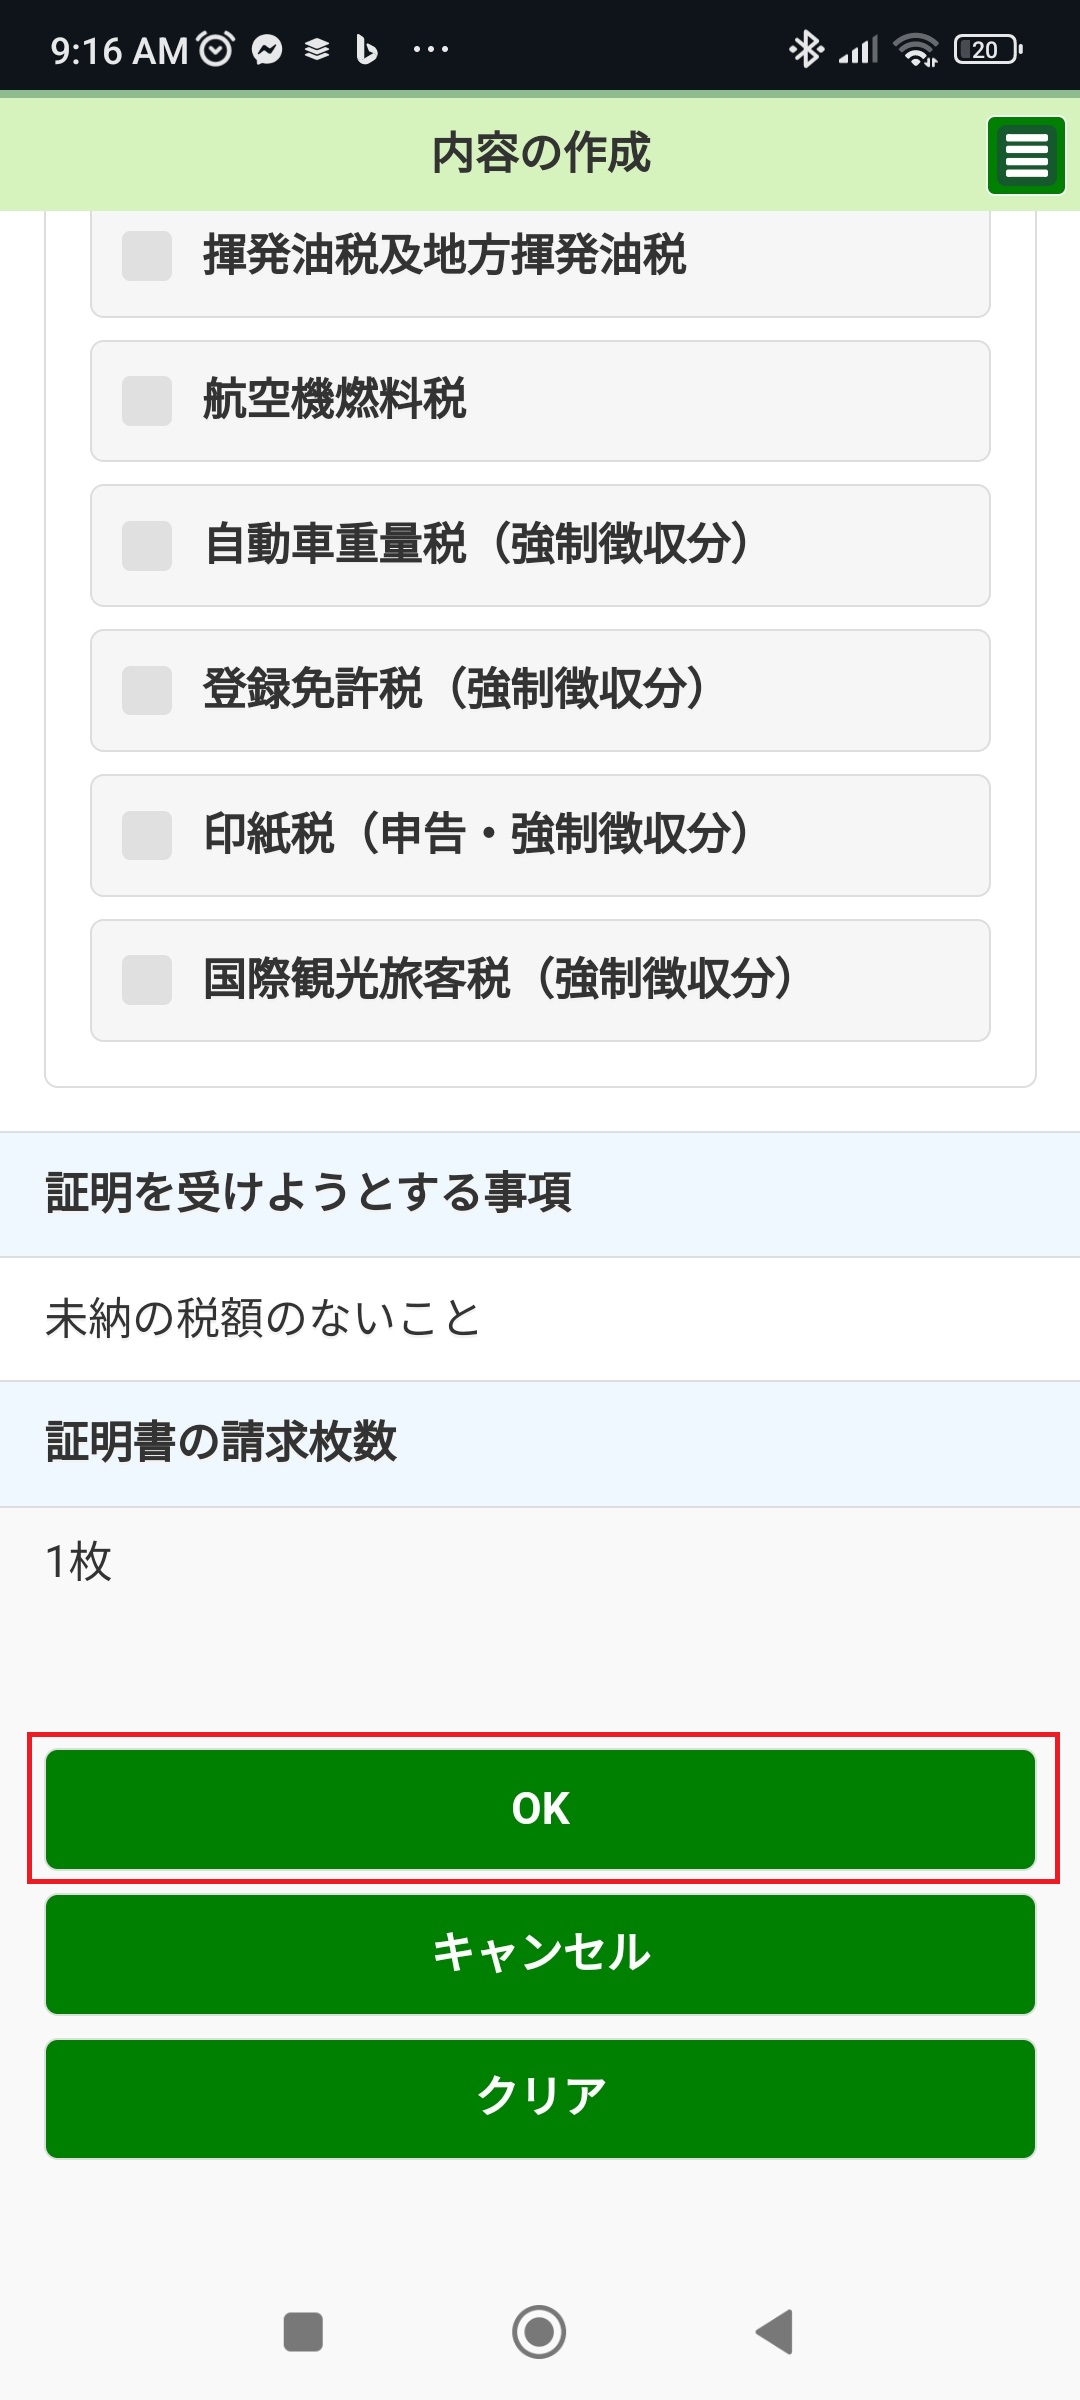 9:16 AM
20
内容の作成
揮発油税及地方揮発油税
航空機燃料税
自動車重量税（強制徴収分）
登録免許税（強制徴収分）
印紙税（申告・強制徴収分）
国際観光旅客税（強制徴収分）
証明を受けようとする事項
未納の税額のないこと
証明書の請求枚数
1枚
OK
キャンセル
クリア